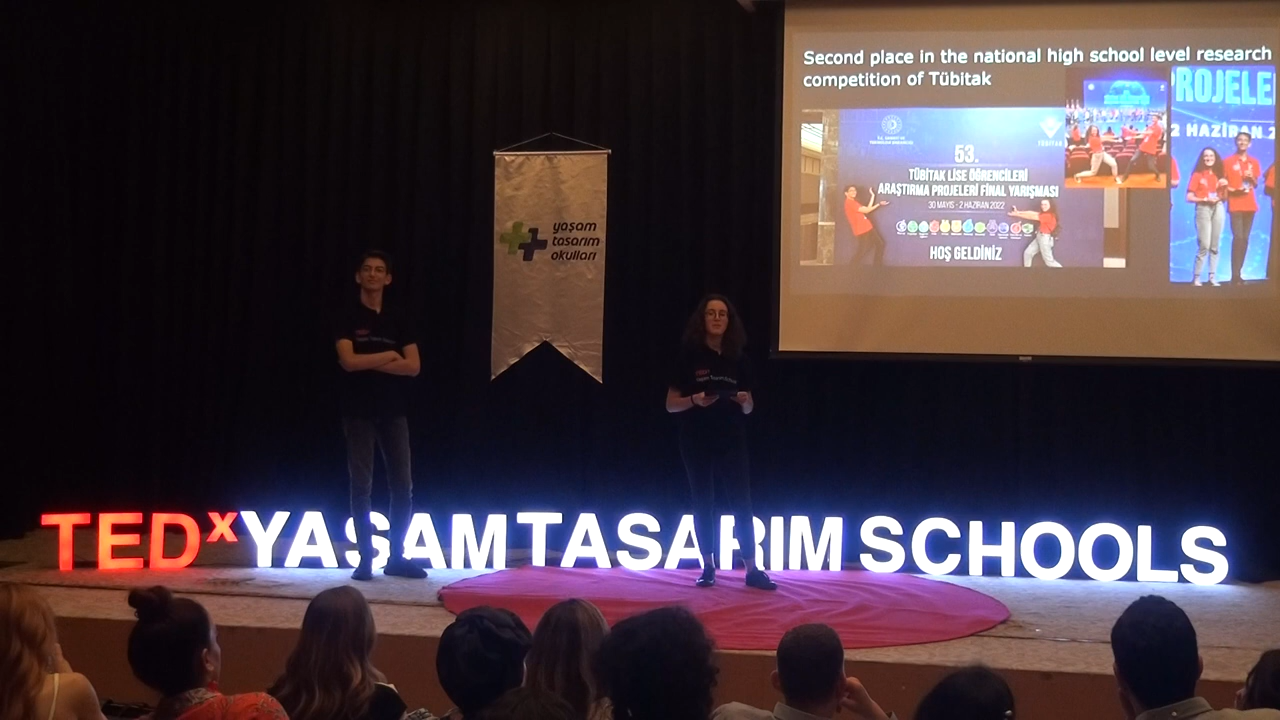 Second place in the national high school level research
competition of Tübitak
PROJELE
2 HAZİRAN 2
TÜBİTAK
53.
TÜBİTAK LİSE ÖĞRENCİLERİ
ARAŞTIRMA PROJELERİ FİNAL YARIŞMASI
30 MAYIS - 2 HAZİRAN 2022
HOŞ GELDİNİZ
yaşam
tasarım
okulları
TEDxYASAM TASARIM SCHOOLS